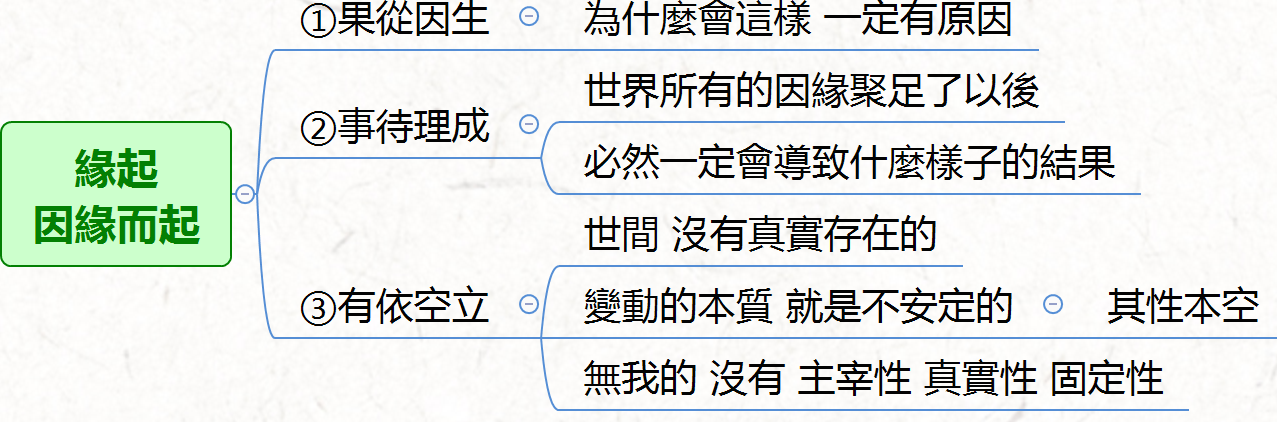 緣起
因緣而起
①果從因生
為什麼會這樣 一定有原因
②事待理成
世界所有的因緣聚足了以後
必然一定會導致什麼樣子的結果
③有依空立
世間 沒有真實存在的
變動的本質 就是不安定的
其性本空
無我的 沒有 主宰性 真實性 固定性